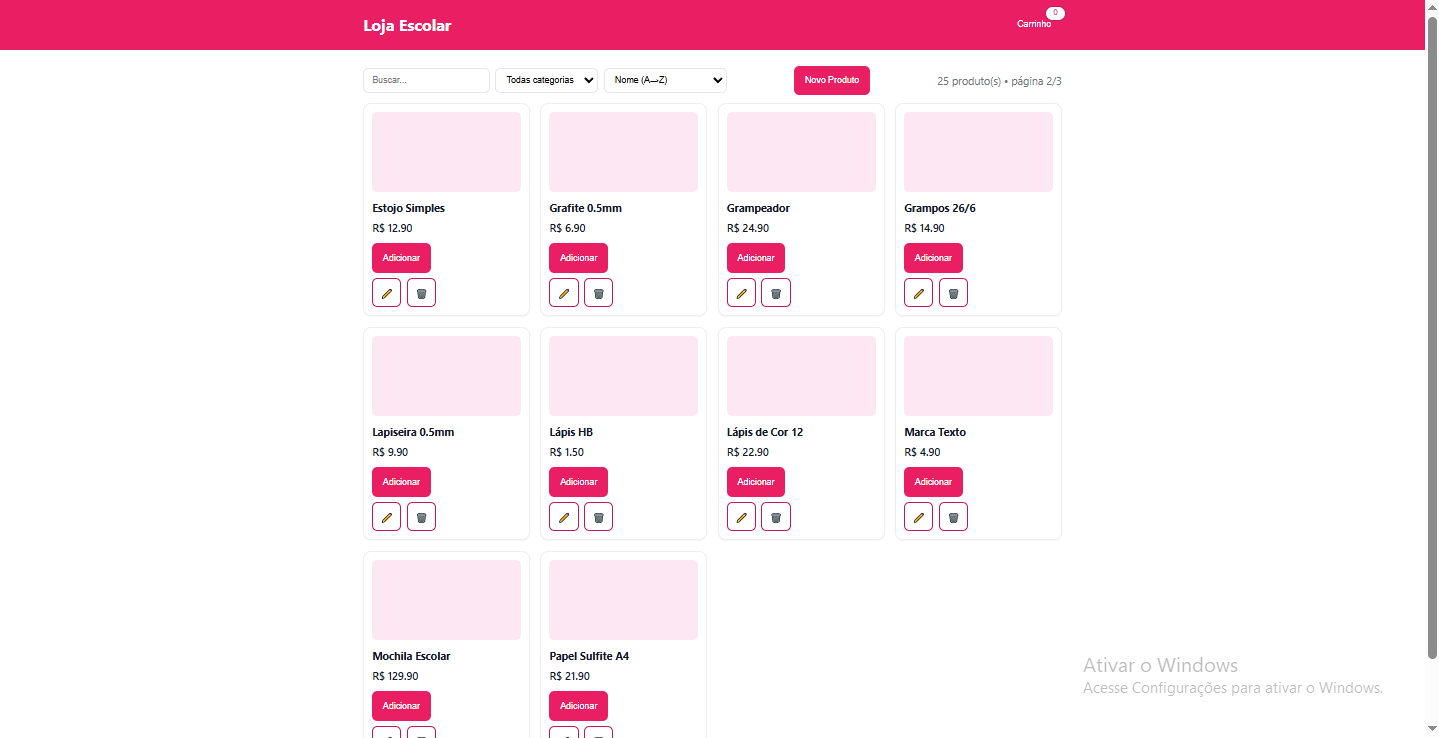 Loja Escolar
Carrinho 0
Buscar... Todas categorias Nome (A→Z) Novo Produto 25 produto(s) • página 2/3
Estojo Simples Grafite 0.5mm Grampeador Grampos 26/6
R$ 12.90 R$ 6.90 R$ 24.90 R$ 14.90
Adicionar Adicionar Adicionar Adicionar
Lapiseira 0.5mm Lápis HB Lápis de Cor 12 Marca Texto
R$ 9.90 R$ 1.50 R$ 22.90 R$ 4.90
Adicionar Adicionar Adicionar Adicionar
Mochila Escolar Papel Sulfite A4
R$ 129.90 R$ 21.90
Adicionar Adicionar
Ativar o Windows
Acesse Configurações para ativar o Windows.